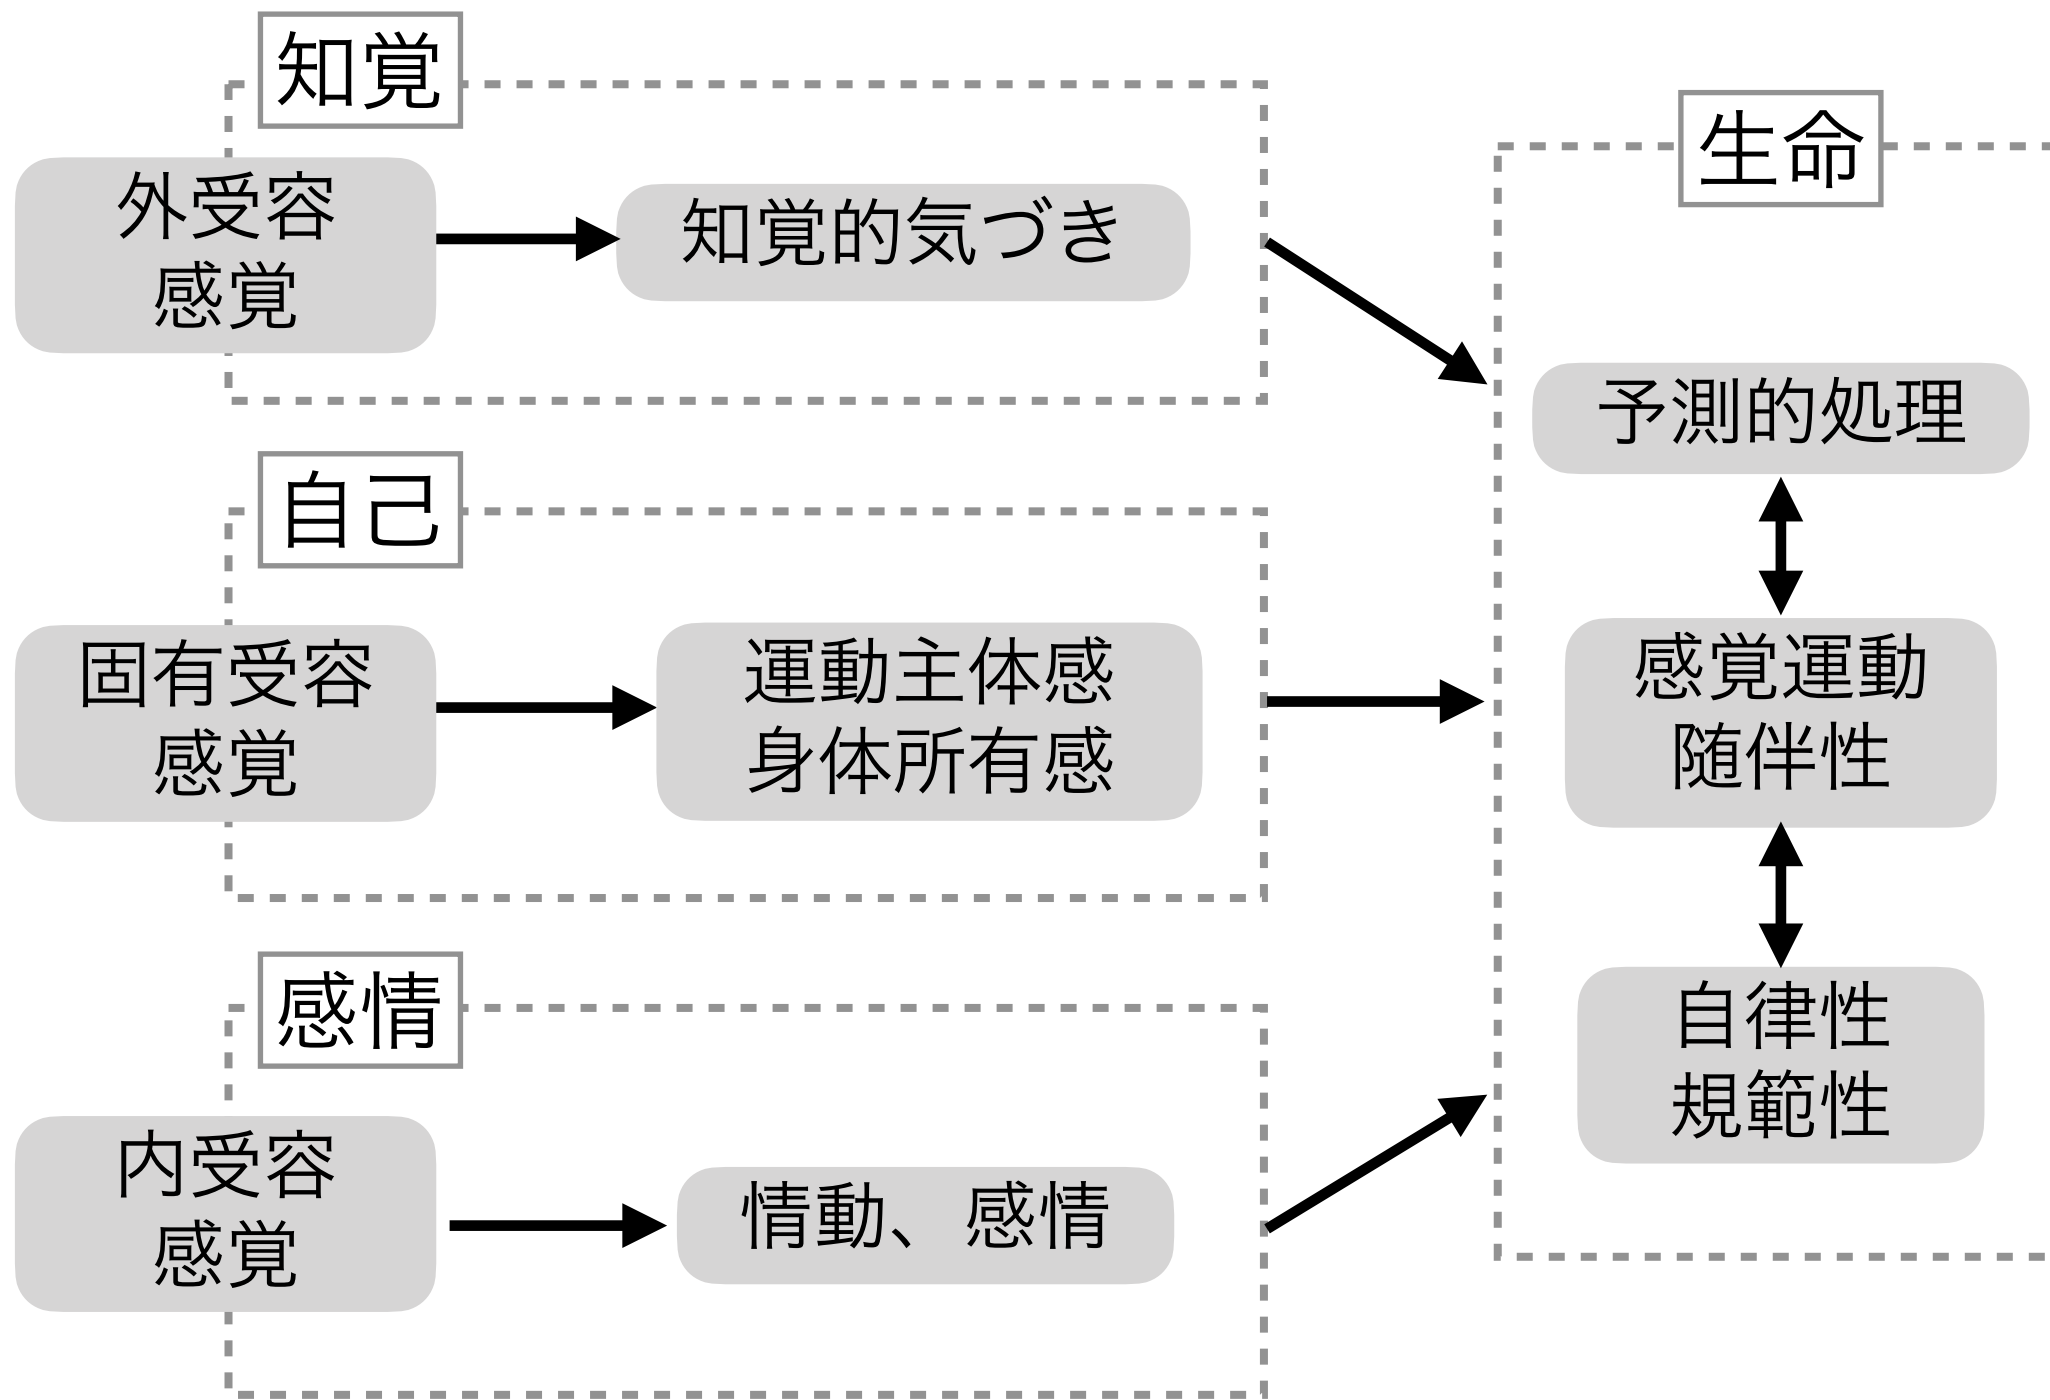 知覚
外受容
感覚
知覚的気づき
自己
固有受容
感覚
運動主体感
身体所有感
感情
内受容
感覚
情動、感情
生命
予測的処理
感覚運動
随伴性
自律性
規範性